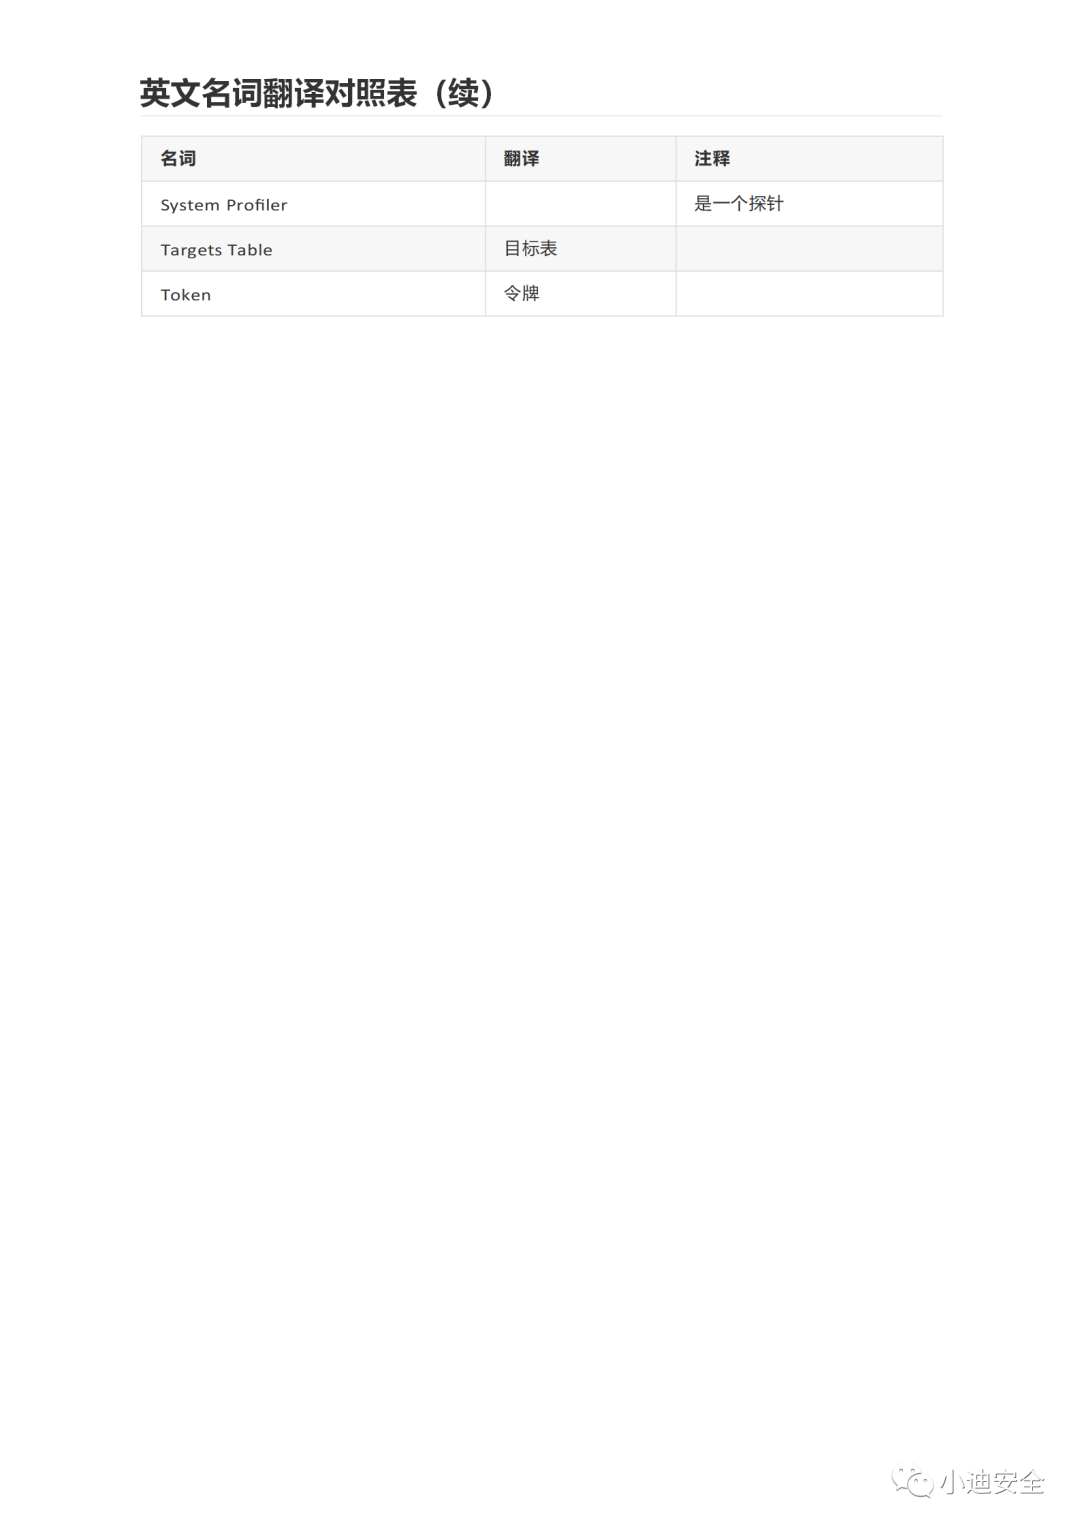 英文名词翻译对照表（续）
名词 翻译 注释
System Profiler 是一个探针
Targets Table 目标表
Token 令牌
小迪安全